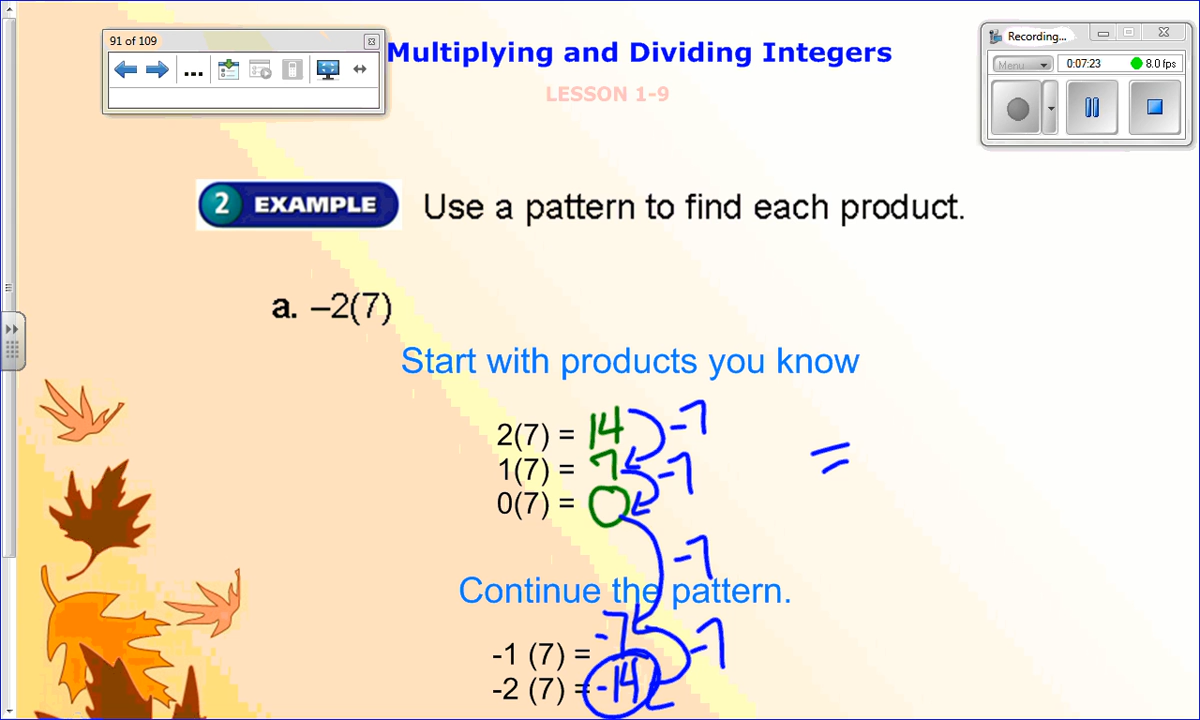 91 of 109
Multiplying and Dividing Integers
LESSON 1-9
Recording...
Menu
0:07:23
8.0 fps
2 EXAMPLE Use a pattern to find each product.
a. –2(7)
Start with products you know
2(7) = 14 -7
1(7) = 7 -7
0(7) = 0
=
-7
Continue the pattern.
-1 (7) = -7 -7
-2 (7) = -14